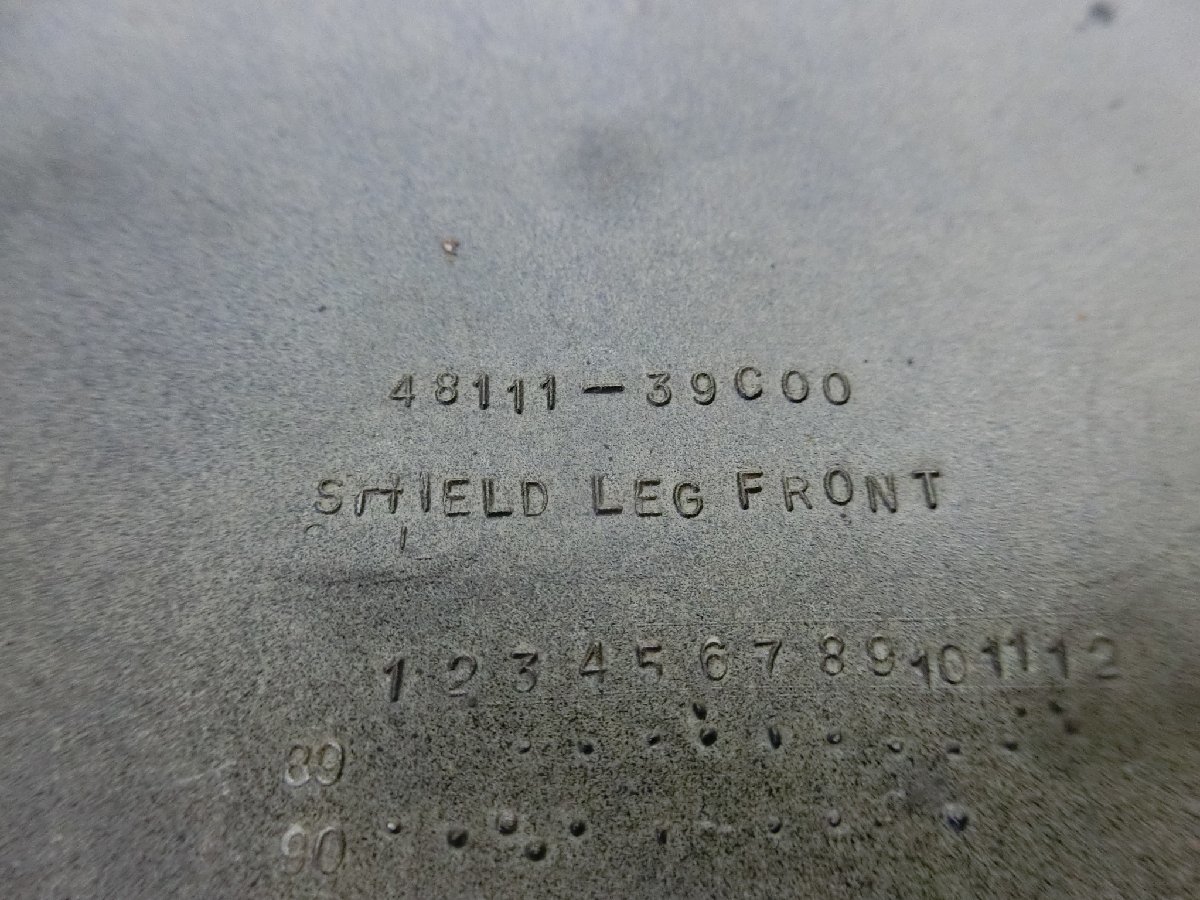 48111-39C00
SHIELD LEG FRONT
1 2 3 4 5 6 7 8 9 10 11 12
89
90